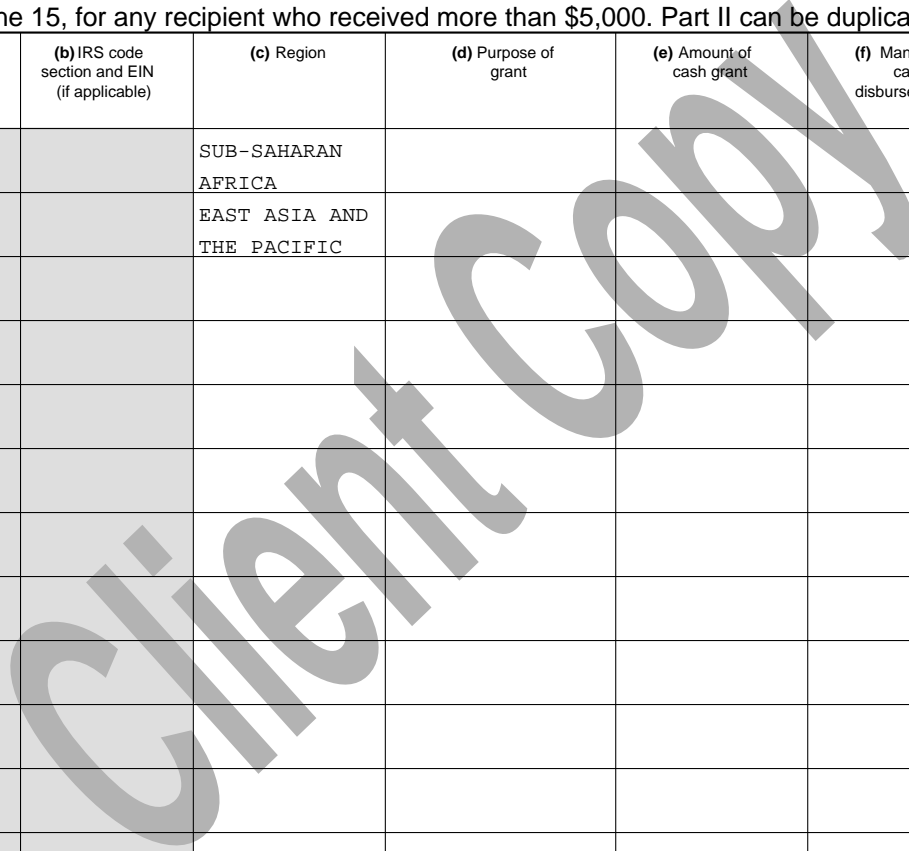 ne 15, for any recipient who received more than $5,000. Part II can be duplica
(b) IRS code
section and EIN
(if applicable)
(c) Region
(d) Purpose of
grant
(e) Amount of
cash grant
(f) Man
ca
disburse
SUB-SAHARAN
AFRICA
EAST ASIA AND
THE PACIFIC
Client Copy